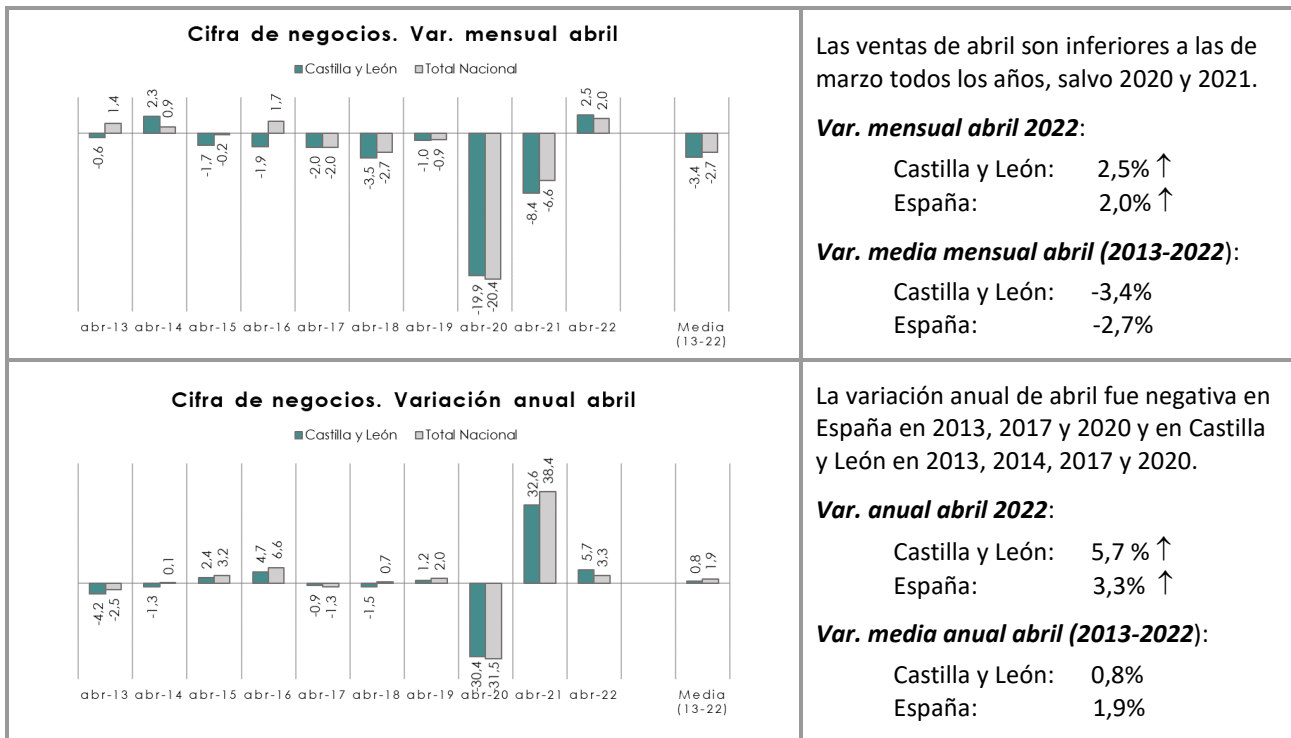 Cifra de negocios. Var. mensual abril
Castilla y León Total Nacional
-0,6 1,4 2,3 0,9 -1,7 -0,2 -1,9 1,7 -2,0 -2,0 -3,5 -2,7 -1,0 -0,9 -19,9 -20,4 -8,4 -6,6 2,5 2,0 -3,4 -2,7
abr-13 abr-14 abr-15 abr-16 abr-17 abr-18 abr-19 abr-20 abr-21 abr-22 Media
(13-22)
Las ventas de abril son inferiores a las de
marzo todos los años, salvo 2020 y 2021.
Var. mensual abril 2022:
Castilla y León: 2,5% ↑
España: 2,0% ↑
Var. media mensual abril (2013-2022):
Castilla y León: -3,4%
España: -2,7%
Cifra de negocios. Variación anual abril
Castilla y León Total Nacional
-4,2 -2,5 -1,3 0,1 2,4 3,2 4,7 6,6 -0,9 -1,3 -1,5 0,7 1,2 2,0 -30,4 -31,5 32,6 38,4 5,7 3,3 0,8 1,9
abr-13 abr-14 abr-15 abr-16 abr-17 abr-18 abr-19 abr-20 abr-21 abr-22 Media
(13-22)
La variación anual de abril fue negativa en
España en 2013, 2017 y 2020 y en Castilla
y León en 2013, 2014, 2017 y 2020.
Var. anual abril 2022:
Castilla y León: 5,7 % ↑
España: 3,3% ↑
Var. media anual abril (2013-2022):
Castilla y León: 0,8%
España: 1,9%